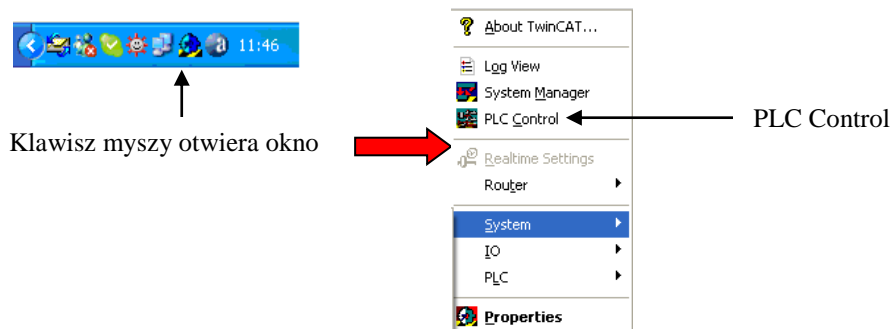 11:46
Klawisz myszy otwiera okno
About TwinCAT...
Log View
System Manager
PLC Control
Realtime Settings
Router
System
IO
PLC
Properties
PLC Control